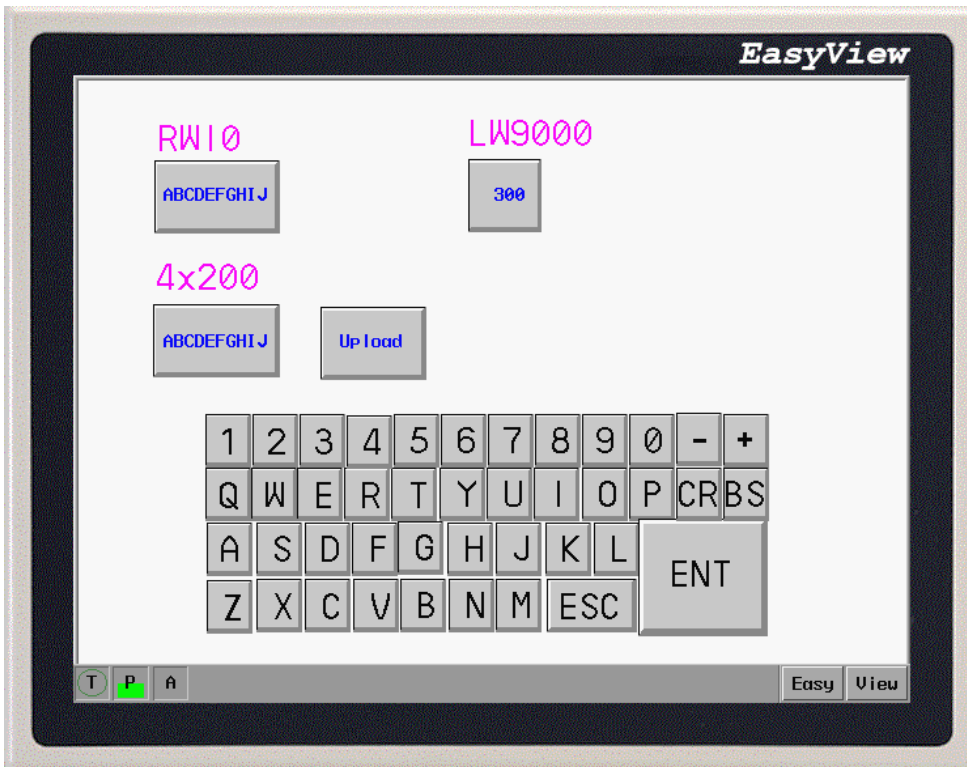 EasyView
RWI0 LW9000
ABCDEFGHIJ 300
4x200
ABCDEFGHIJ Upload
1 2 3 4 5 6 7 8 9 0 - +
Q W E R T Y U I O P CR BS
A S D F G H J K L ENT
Z X C V B N M ESC
T P A Easy View